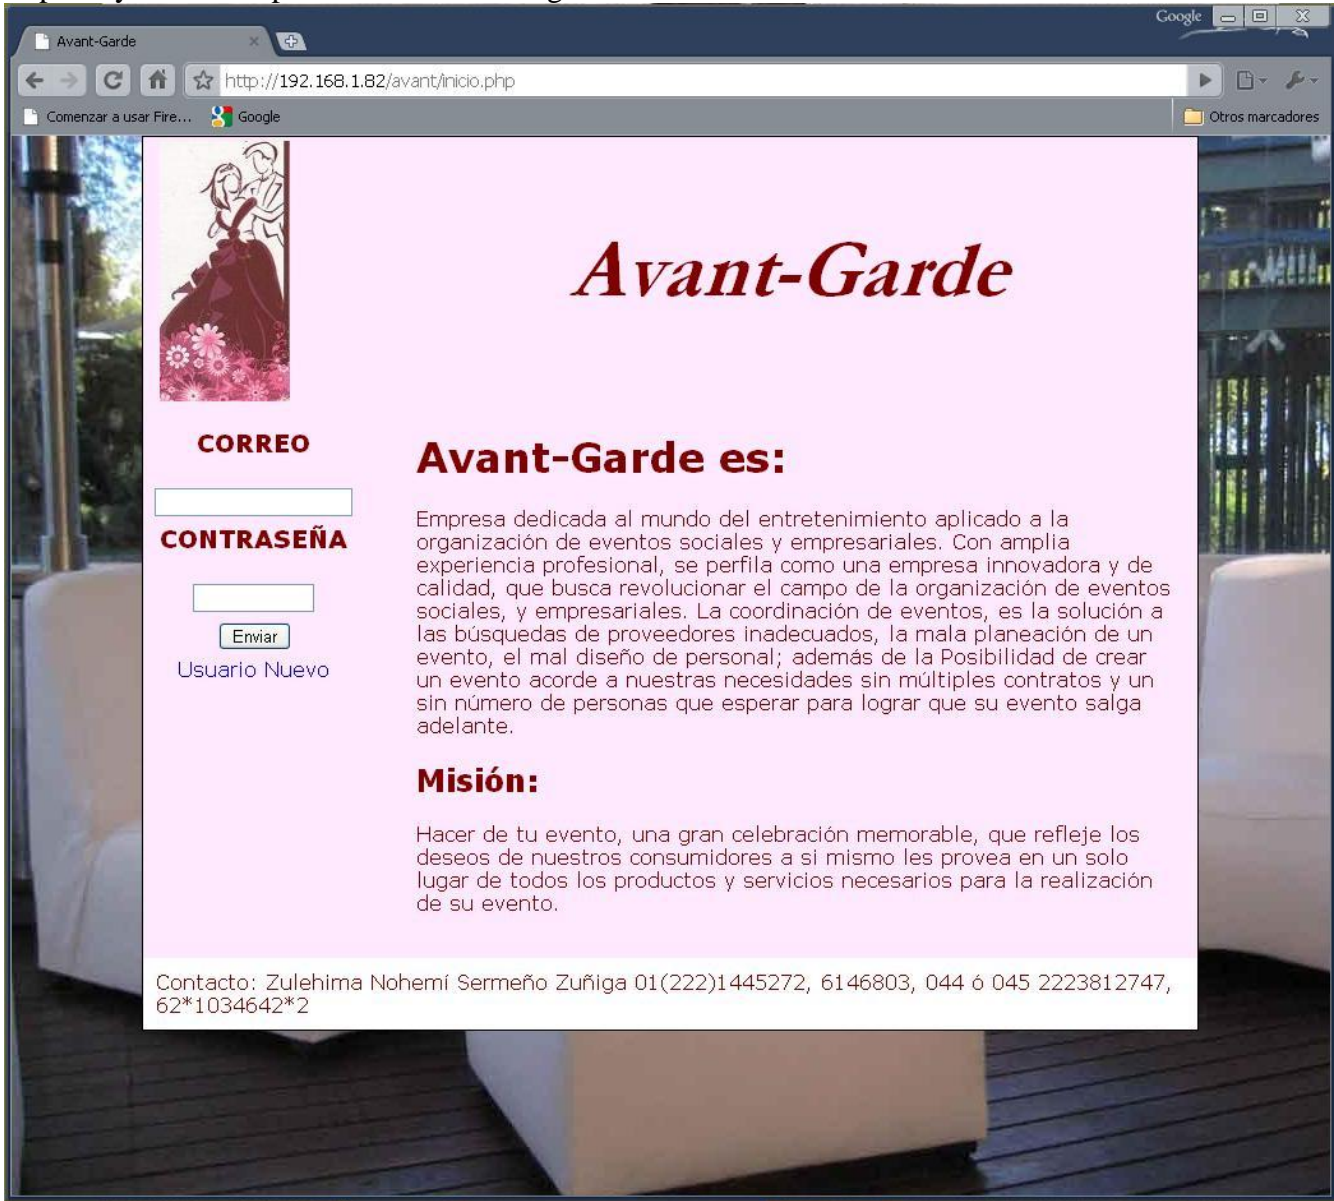 Google
Avant-Garde
http://192.168.1.82/avant/inicio.php
Comenzar a usar Fire... Google Otros marcadores
Avant-Garde
CORREO
CONTRASEÑA
Enviar
Usuario Nuevo
Avant-Garde es:
Empresa dedicada al mundo del entretenimiento aplicado a la
organización de eventos sociales y empresariales. Con amplia
experiencia profesional, se perfila como una empresa innovadora y de
calidad, que busca revolucionar el campo de la organización de eventos
sociales, y empresariales. La coordinación de eventos, es la solución a
las búsquedas de proveedores inadecuados, la mala planeación de un
evento, el mal diseño de personal; además de la Posibilidad de crear
un evento acorde a nuestras necesidades sin múltiples contratos y un
sin número de personas que esperar para lograr que su evento salga
adelante.
Misión:
Hacer de tu evento, una gran celebración memorable, que refleje los
deseos de nuestros consumidores a si mismo les provea en un solo
lugar de todos los productos y servicios necesarios para la realización
de su evento.
Contacto: Zulehima Nohemí Sermeño Zuñiga 01(222)1445272, 6146803, 044 ó 045 2223812747,
62*1034642*2